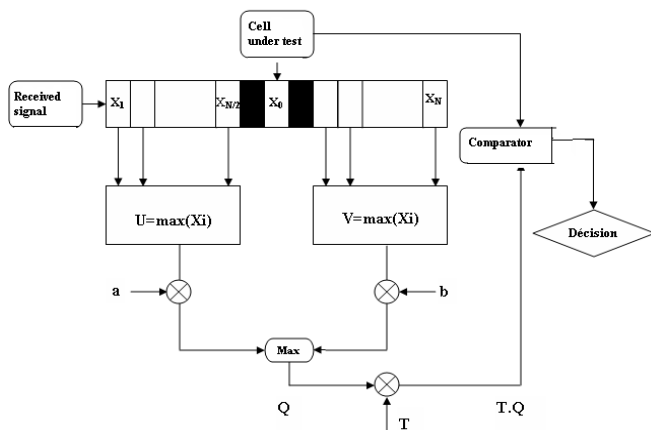 Cell
under test
Received
signal
X1
XN/2
X0
XN
Comparator
U=max(Xi)
V=max(Xi)
Décision
a
b
Max
Q
T.Q
T